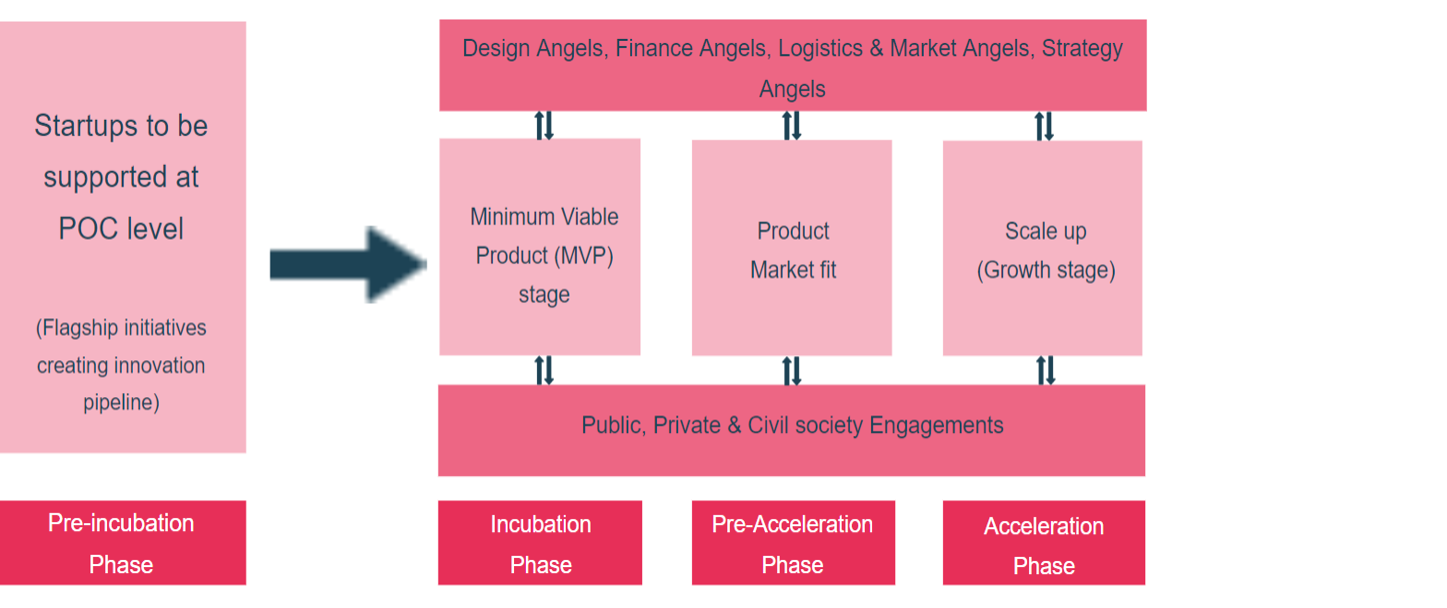 Startups to be
supported at
POC level
(Flagship initiatives
creating innovation
pipeline)
Design Angels, Finance Angels, Logistics & Market Angels, Strategy
Angels
Minimum Viable
Product (MVP)
stage
Product
Market fit
Scale up
(Growth stage)
Public, Private & Civil society Engagements
Pre-incubation
Phase
Incubation
Phase
Pre-Acceleration
Phase
Acceleration
Phase